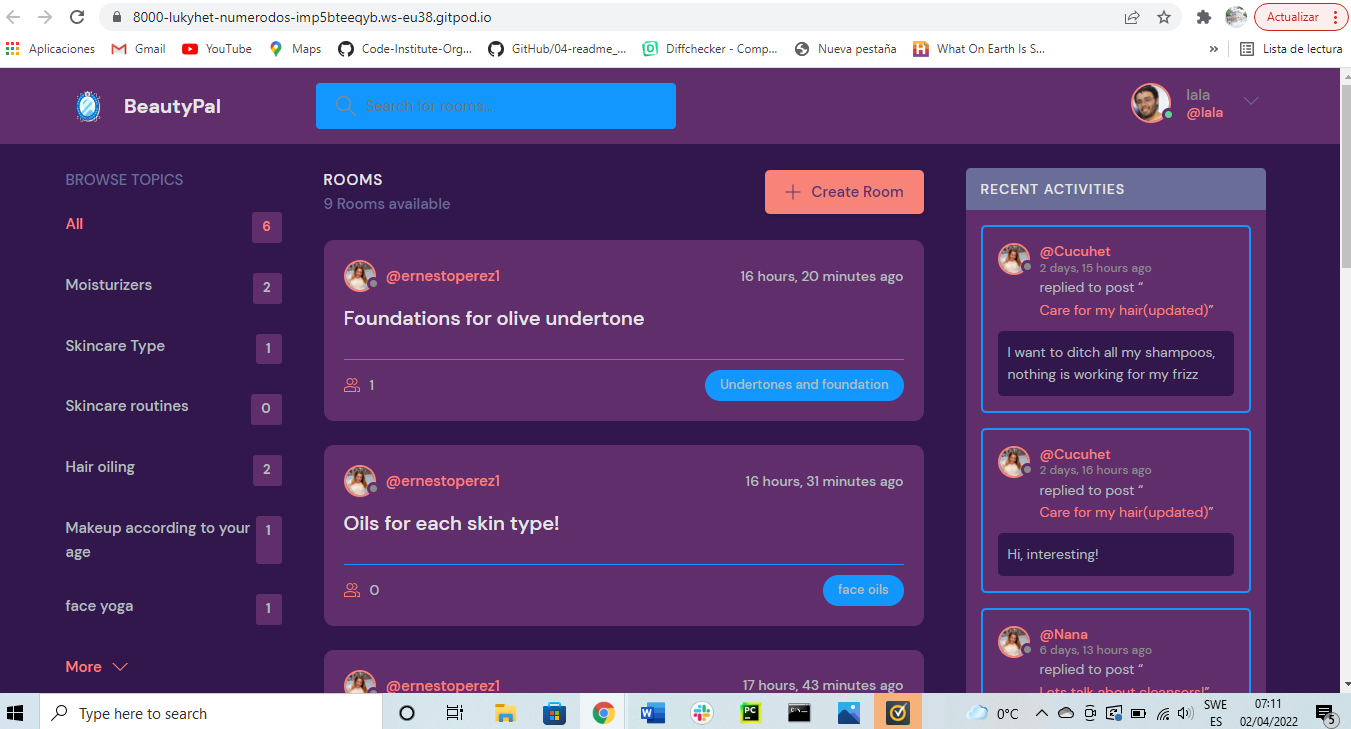 8000-lukyhet-numerodos-imp5bteeqyb.ws-eu38.gitpod.io
Actualizar
Aplicaciones
Gmail
YouTube
Maps
Code-Institute-Org...
GitHub/04-readme_...
Diffchecker - Comp...
Nueva pestaña
What On Earth Is S...
»
Lista de lectura
BeautyPal
Search for rooms...
lala
@lala
BROWSE TOPICS
All
6
Moisturizers
2
Skincare Type
1
Skincare routines
0
Hair oiling
2
Makeup according to your
age
1
face yoga
1
More
ROOMS
9 Rooms available
Create Room
@ernestoperez1
16 hours, 20 minutes ago
Foundations for olive undertone
1
Undertones and foundation
@ernestoperez1
16 hours, 31 minutes ago
Oils for each skin type!
0
face oils
@ernestoperez1
17 hours, 43 minutes ago
RECENT ACTIVITIES
@Cucuhet
2 days, 15 hours ago
replied to post “
Care for my hair(updated)”
I want to ditch all my shampoos,
nothing is working for my frizz
@Cucuhet
2 days, 16 hours ago
replied to post “
Care for my hair(updated)”
Hi, interesting!
@Nana
6 days, 13 hours ago
replied to post “
Lets talk about cleansers!”
Type here to search
W
PC
0°C
SWE
ES
07:11
02/04/2022
5